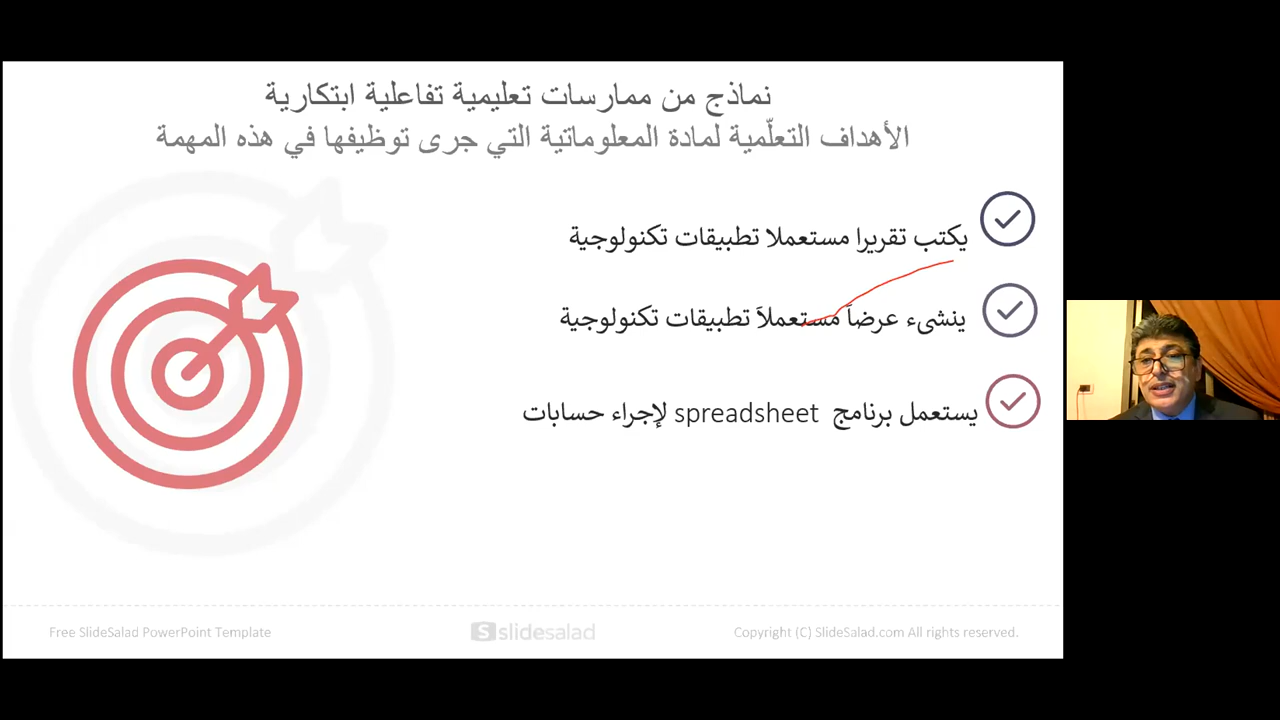 نماذج من ممارسات تعليمية تفاعلية ابتكارية
الأهداف التعلّمية لمادة المعلوماتية التي جرى توظيفها في هذه المهمة
يكتب تقريرا مستعملا تطبيقات تكنولوجية
ينشىء عرضاً مستعملاً تطبيقات تكنولوجية
يستعمل برنامج spreadsheet لإجراء حسابات
Free SlideSalad PowerPoint Template
slidesalad
Copyright (C) SlideSalad.com All rights reserved.